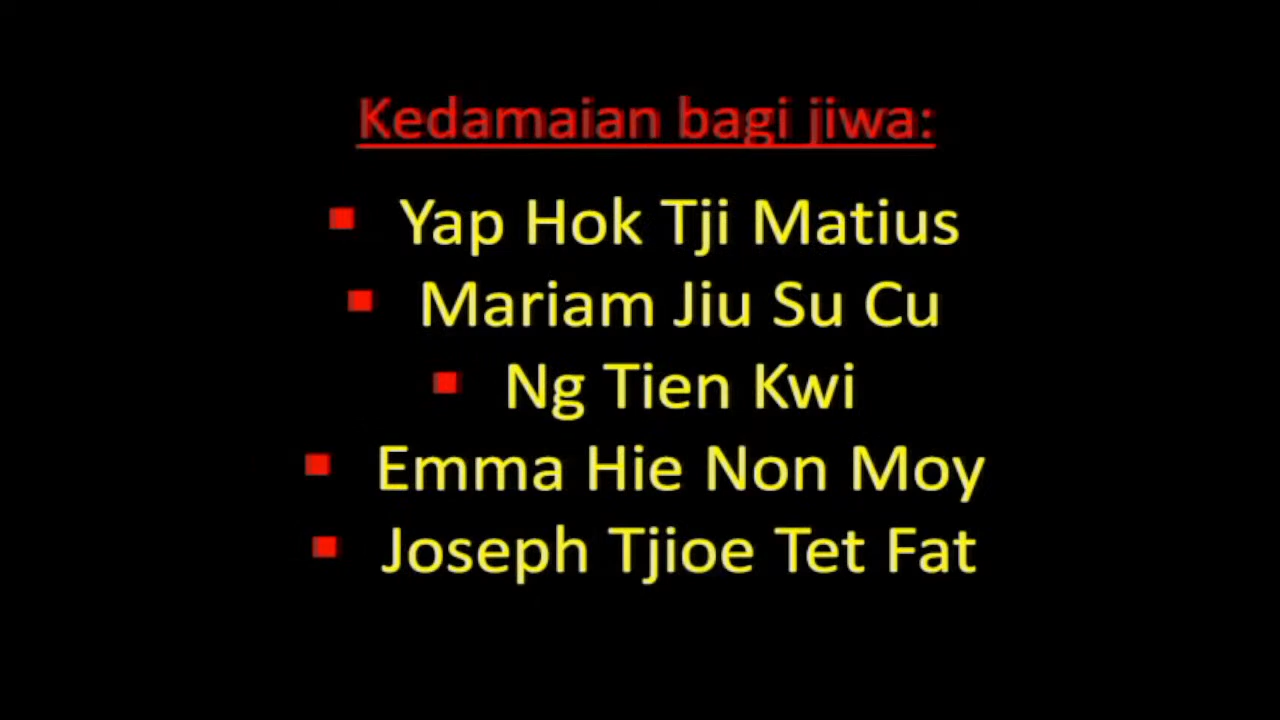 Kedamaian bagi jiwa:
▪ Yap Hok Tji Matius
▪ Mariam Jiu Su Cu
▪ Ng Tien Kwi
▪ Emma Hie Non Moy
▪ Joseph Tjioe Tet Fat